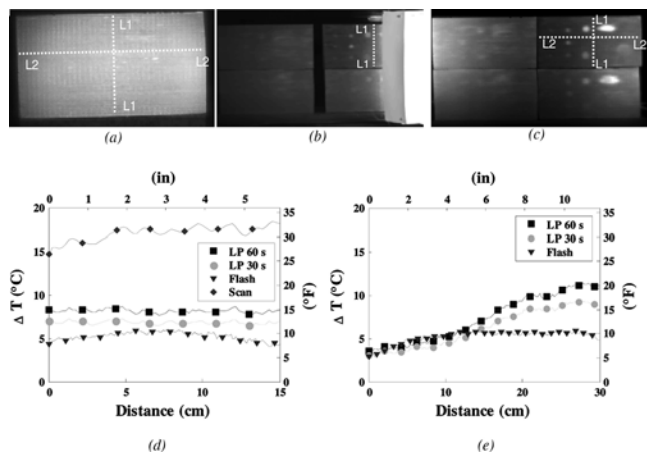 L1
L2
L2
L1
L1
L1
L1
L2
L2
L1
(a)
(b)
(c)
(in)
0 1 2 3 4 5
20
15
10
5
0
Δ T (°C)
35
30
25
20
15
10
5
0
(°F)
LP 60 s
LP 30 s
Flash
Scan
0 5 10 15
Distance (cm)
(d)
(in)
0 2 4 6 8 10
20
15
10
5
0
Δ T (°C)
35
30
25
20
15
10
5
0
(°F)
LP 60 s
LP 30 s
Flash
0 10 20 30
Distance (cm)
(e)